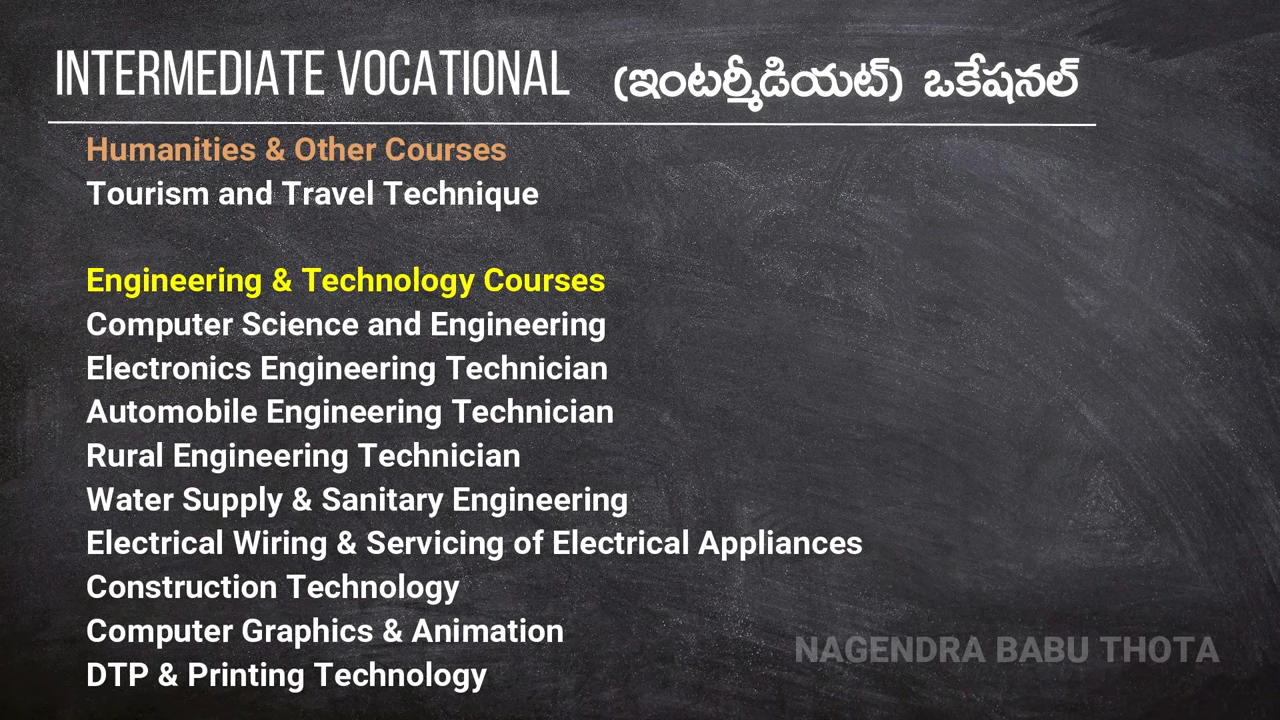 INTERMEDIATE VOCATIONAL (ఇంటర్మీడియట్) ఒకేషనల్
Humanities & Other Courses
Tourism and Travel Technique
Engineering & Technology Courses
Computer Science and Engineering
Electronics Engineering Technician
Automobile Engineering Technician
Rural Engineering Technician
Water Supply & Sanitary Engineering
Electrical Wiring & Servicing of Electrical Appliances
Construction Technology
Computer Graphics & Animation
DTP & Printing Technology
NAGENDRA BABU THOTA